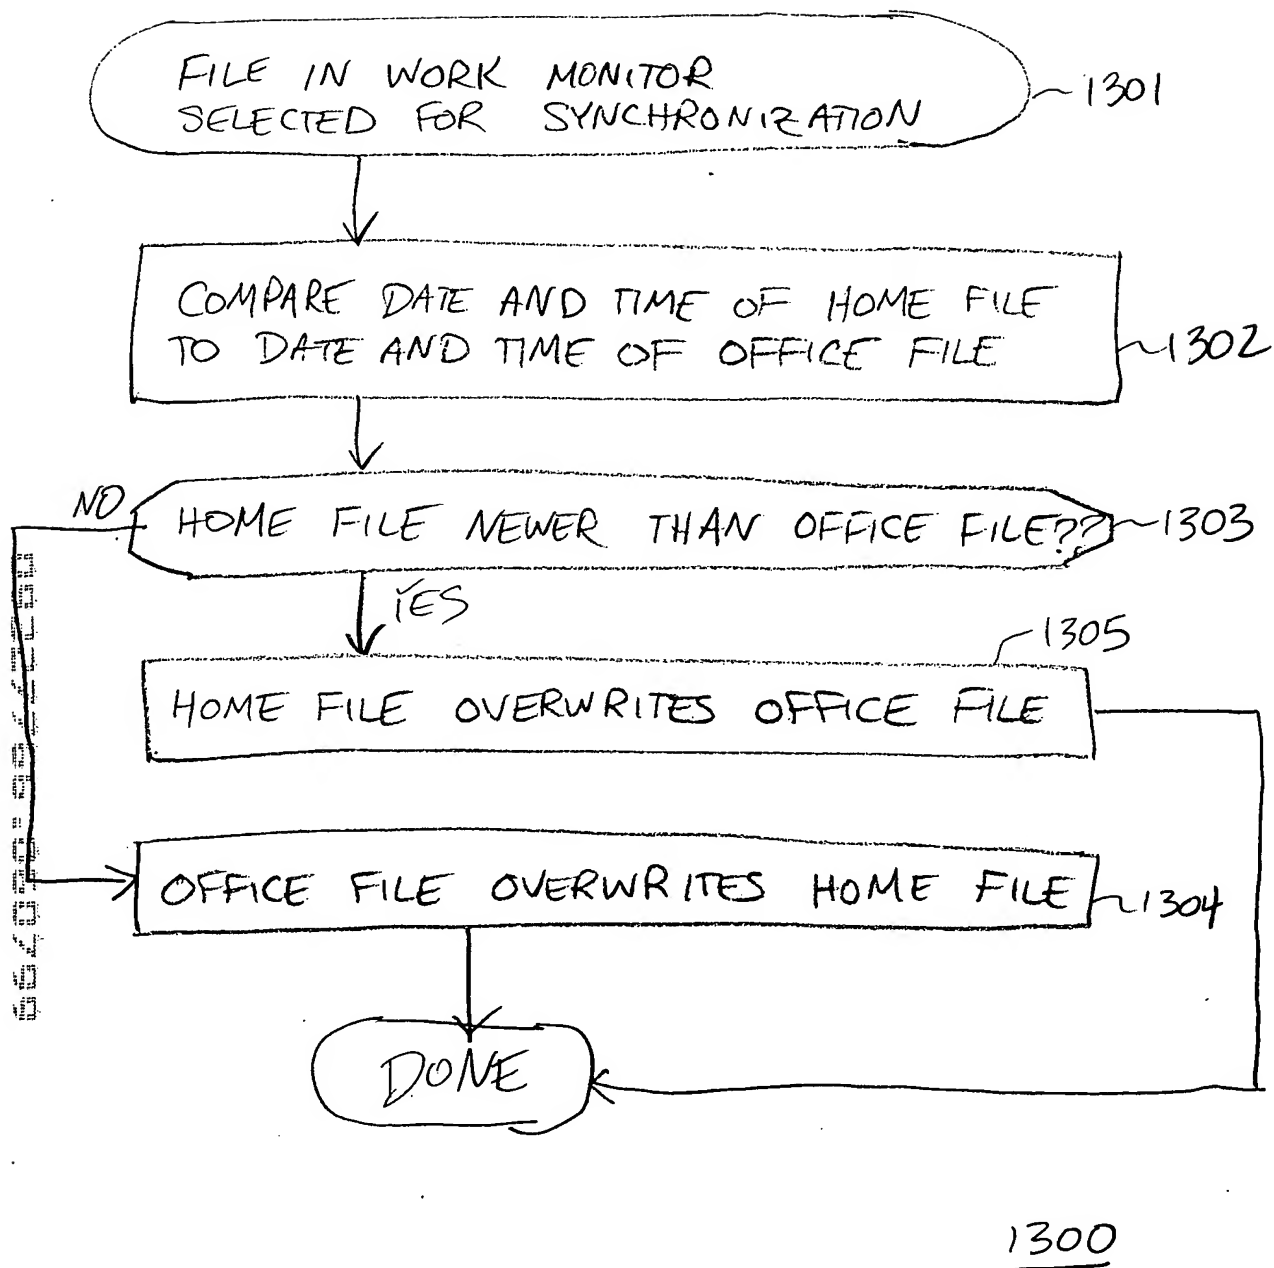 FILE IN WORK MONITOR
SELECTED FOR SYNCHRONIZATION
1301
COMPARE DATE AND TIME OF HOME FILE
TO DATE AND TIME OF OFFICE FILE
1302
NO
HOME FILE NEWER THAN OFFICE FILE??
1303
YES
1305
HOME FILE OVERWRITES OFFICE FILE
OFFICE FILE OVERWRITES HOME FILE
1304
DONE
1300